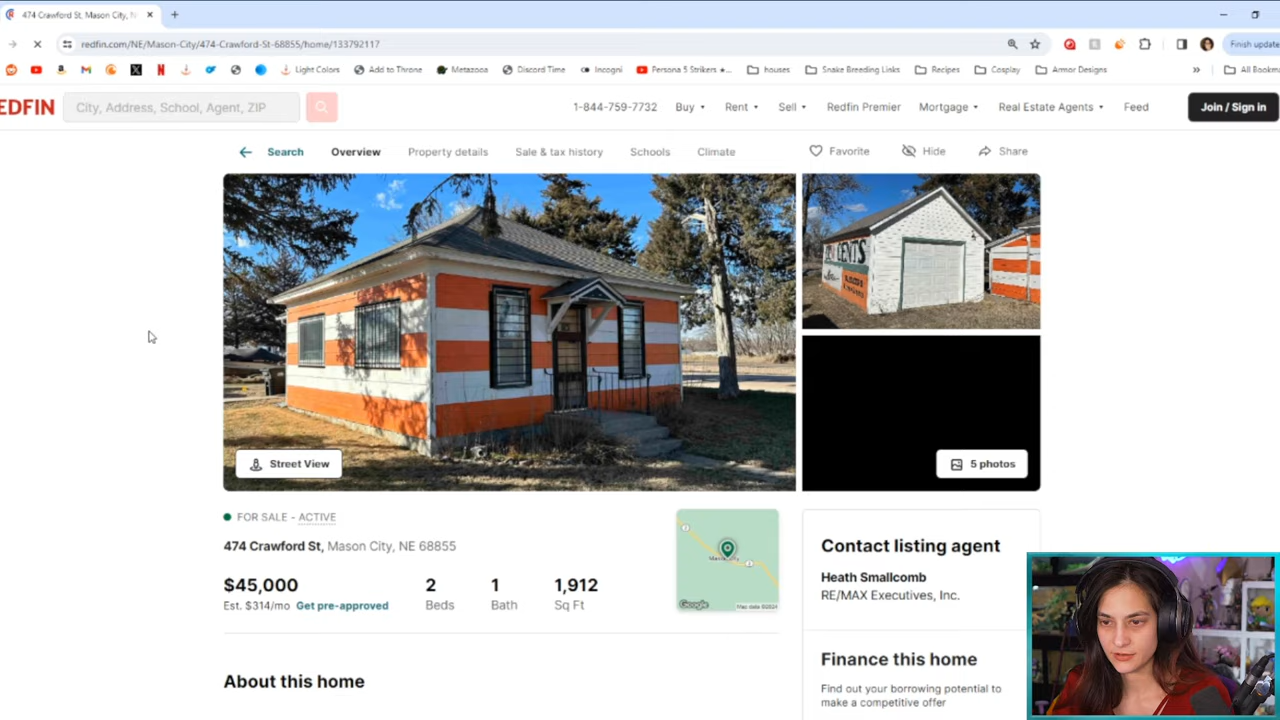 474 Crawford St, Mason City, N
redfin.com/NE/Mason-City/474-Crawford-St-68855/home/133792117
Finish update
Light Colors
Add to Throne
Metazooa
Discord Time
Incogni
Persona 5 Strikers ★...
houses
Snake Breeding Links
Recipes
Cosplay
Armor Designs
»
All Bookma
EDFIN
City, Address, School, Agent, ZIP
1-844-759-7732
Buy
Rent
Sell
Redfin Premier
Mortgage
Real Estate Agents
Feed
Join / Sign in
Search
Overview
Property details
Sale & tax history
Schools
Climate
Favorite
Hide
Share
Street View
5 photos
FOR SALE - ACTIVE
474 Crawford St, Mason City, NE 68855
$45,000
2
1
1,912
Est. $314/mo Get pre-approved
Beds
Bath
Sq Ft
Google
Map data ©2024
About this home
Contact listing agent
Heath Smallcomb
RE/MAX Executives, Inc.
Finance this home
Find out your borrowing potential to
make a competitive offer